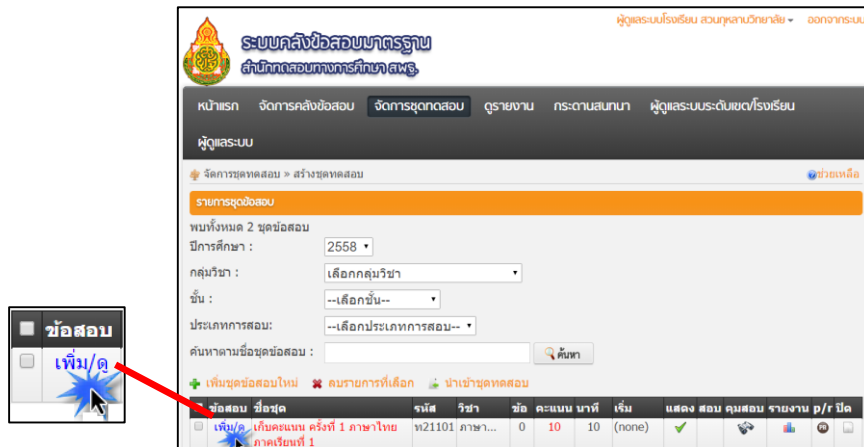 ผู้ดูแลระบบโรงเรียน สวนกุหลาบวิทยาลัย ออกจากระบบ
ระบบคลังข้อสอบมาตรฐาน
สำนักทดสอบทางการศึกษา สพฐ.
หน้าแรก จัดการคลังข้อสอบ จัดการชุดทดสอบ ดูรายงาน กระดานสนทนา ผู้ดูแลระบบระดับเขต/โรงเรียน
ผู้ดูแลระบบ
จัดการชุดทดสอบ » สร้างชุดทดสอบ ช่วยเหลือ
รายการชุดข้อสอบ
พบทั้งหมด 2 ชุดข้อสอบ
ปีการศึกษา : 2558
กลุ่มวิชา : เลือกกลุ่มวิชา
ชั้น : --เลือกชั้น--
ประเภทการสอบ: --เลือกประเภทการสอบ--
ค้นหาตามชื่อชุดข้อสอบ : ค้นหา
เพิ่มชุดข้อสอบใหม่ ลบรายการที่เลือก นำเข้าชุดทดสอบ
ข้อสอบ ชื่อชุด รหัส วิชา ข้อ คะแนน นาที เริ่ม แสดง สอบ คุมสอบ รายงาน p/r ปิด
เพิ่ม/ดู เก็บคะแนน ครั้งที่ 1 ภาษาไทย ท21101 ภาษา... 0 10 10 (none) PR
ภาคเรียนที่ 1
ข้อสอบ
เพิ่ม/ดู